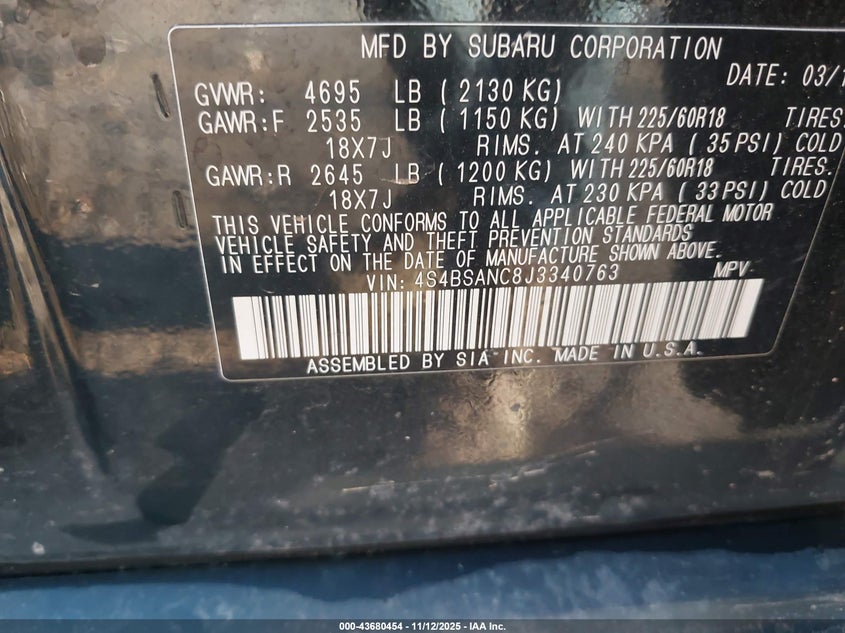 MFD BY SUBARU CORPORATION
DATE: 03/1
GVWR: 4695 LB ( 2130 KG)
GAWR:F 2535 LB ( 1150 KG) WITH 225/60R18 TIRES.
18X7J RIMS. AT 240 KPA ( 35 PSI) COLD
GAWR:R 2645 LB ( 1200 KG) WITH 225/60R18 TIRES.
18X7J RIMS. AT 230 KPA ( 33 PSI) COLD
THIS VEHICLE CONFORMS TO ALL APPLICABLE FEDERAL MOTOR
VEHICLE SAFETY AND THEFT PREVENTION STANDARDS
IN EFFECT ON THE DATE OF MANUFACTURE SHOWN ABOVE.
VIN: 4S4BSANC8J3340763 MPV
ASSEMBLED BY SIA INC. MADE IN U.S.A.
000-43680454 - 11/12/2025 - IAA Inc.